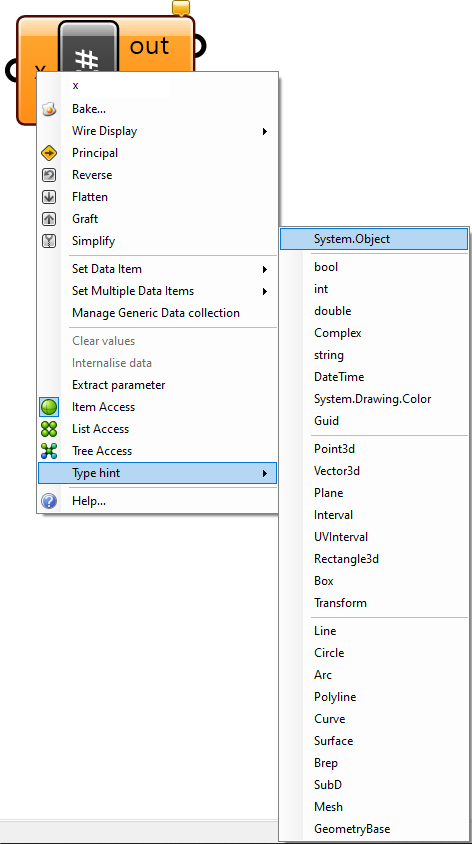 out
x
x
Bake...
Wire Display
Principal
Reverse
Flatten
Graft
Simplify
Set Data Item
Set Multiple Data Items
Manage Generic Data collection
Clear values
Internalise data
Extract parameter
Item Access
List Access
Tree Access
Type hint
Help...
System.Object
bool
int
double
Complex
string
DateTime
System.Drawing.Color
Guid
Point3d
Vector3d
Plane
Interval
UVInterval
Rectangle3d
Box
Transform
Line
Circle
Arc
Polyline
Curve
Surface
Brep
SubD
Mesh
GeometryBase